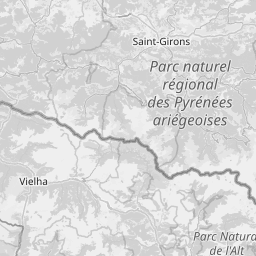 Saint-Girons
Parc naturel
régional
des Pyrénées
ariégeoises
Vielha
Parc Natura
de l'Alt